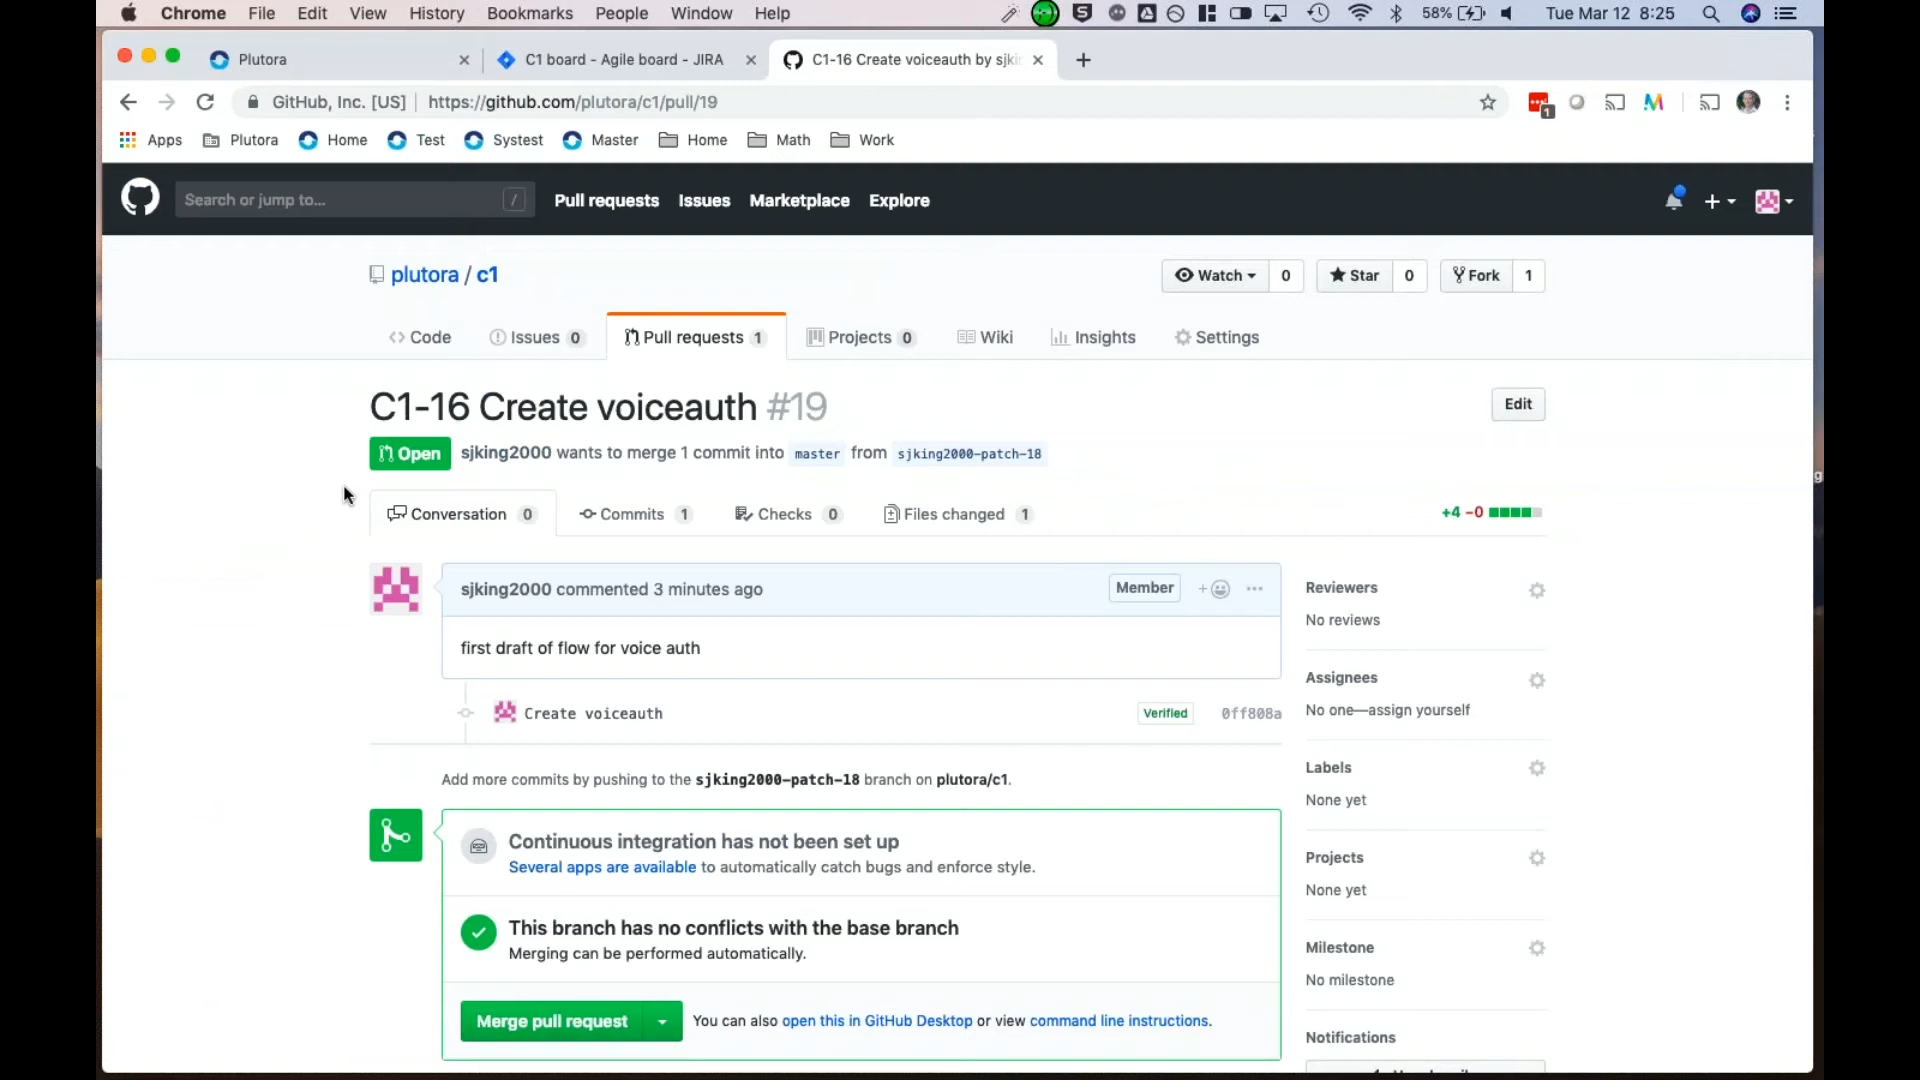 Chrome File Edit View History Bookmarks People Window Help 58% Tue Mar 12 8:25
Plutora C1 board - Agile board - JIRA C1-16 Create voiceauth by sjki
GitHub, Inc. [US] https://github.com/plutora/c1/pull/19 1
Apps Plutora Home Test Systest Master Home Math Work
Search or jump to... / Pull requests Issues Marketplace Explore
plutora / c1 Watch 0 Star 0 Fork 1
Code Issues 0 Pull requests 1 Projects 0 Wiki Insights Settings
C1-16 Create voiceauth #19 Edit
Open sjking2000 wants to merge 1 commit into master from sjking2000-patch-18
Conversation 0 Commits 1 Checks 0 Files changed 1 +4 −0
sjking2000 commented 3 minutes ago Member
first draft of flow for voice auth
Create voiceauth Verified 0ff808a
Add more commits by pushing to the sjking2000-patch-18 branch on plutora/c1.
Continuous integration has not been set up
Several apps are available to automatically catch bugs and enforce style.
This branch has no conflicts with the base branch
Merging can be performed automatically.
Merge pull request You can also open this in GitHub Desktop or view command line instructions.
Reviewers
No reviews
Assignees
No one—assign yourself
Labels
None yet
Projects
None yet
Milestone
No milestone
Notifications